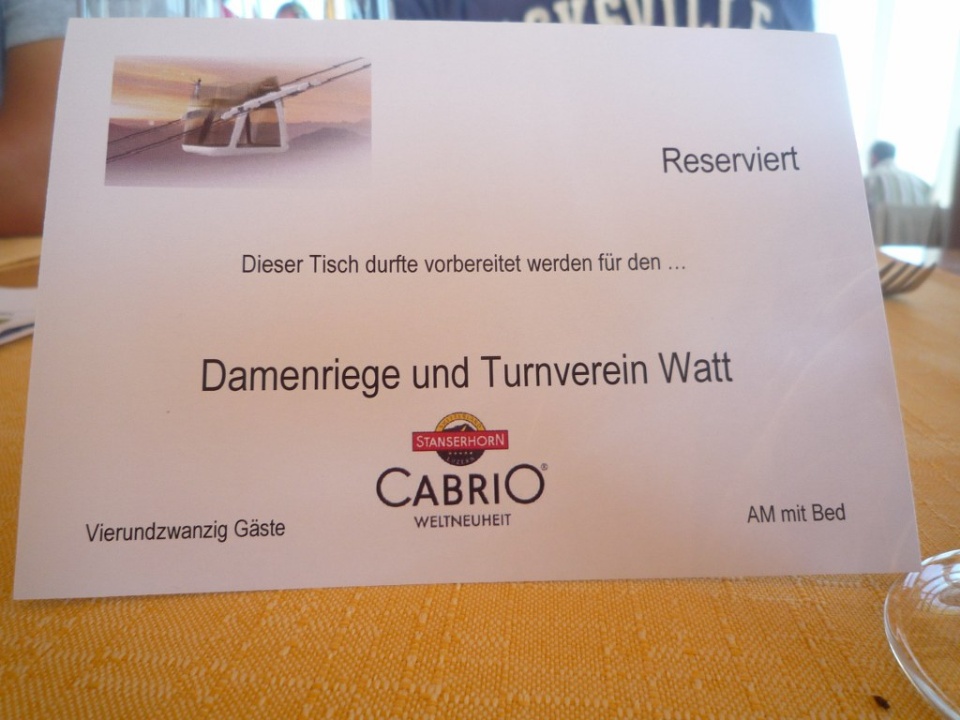 Reserviert
Dieser Tisch durfte vorbereitet werden für den ...
Damenriege und Turnverein Watt
STANSERHORN
CABRIO®
WELTNEUHEIT
Vierundzwanzig Gäste
AM mit Bed